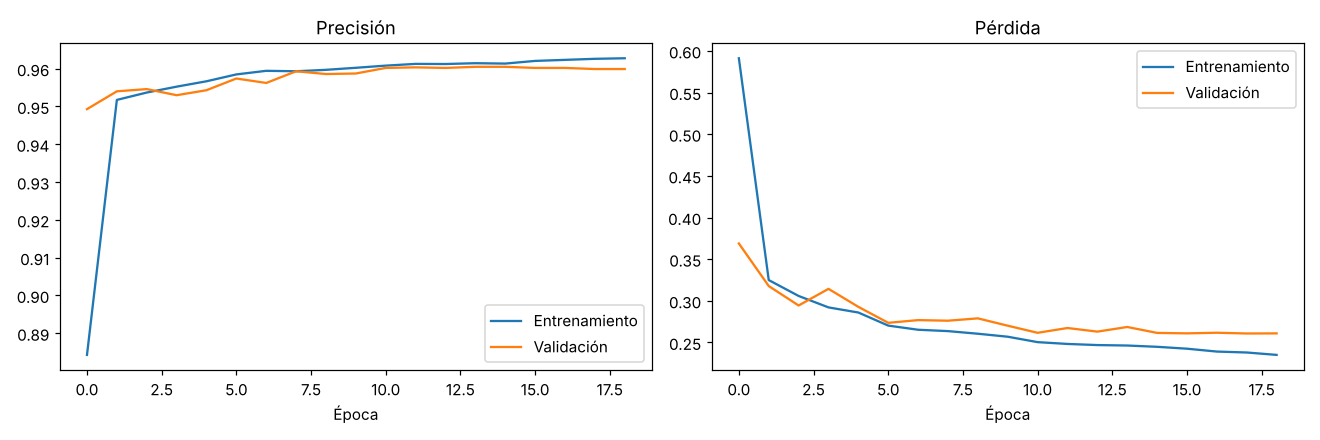 Precisión
0.96
0.95
0.94
0.93
0.92
0.91
0.90
0.89
Entrenamiento
Validación
0.0 2.5 5.0 7.5 10.0 12.5 15.0 17.5
Época
Pérdida
0.60
0.55
0.50
0.45
0.40
0.35
0.30
0.25
Entrenamiento
Validación
0.0 2.5 5.0 7.5 10.0 12.5 15.0 17.5
Época